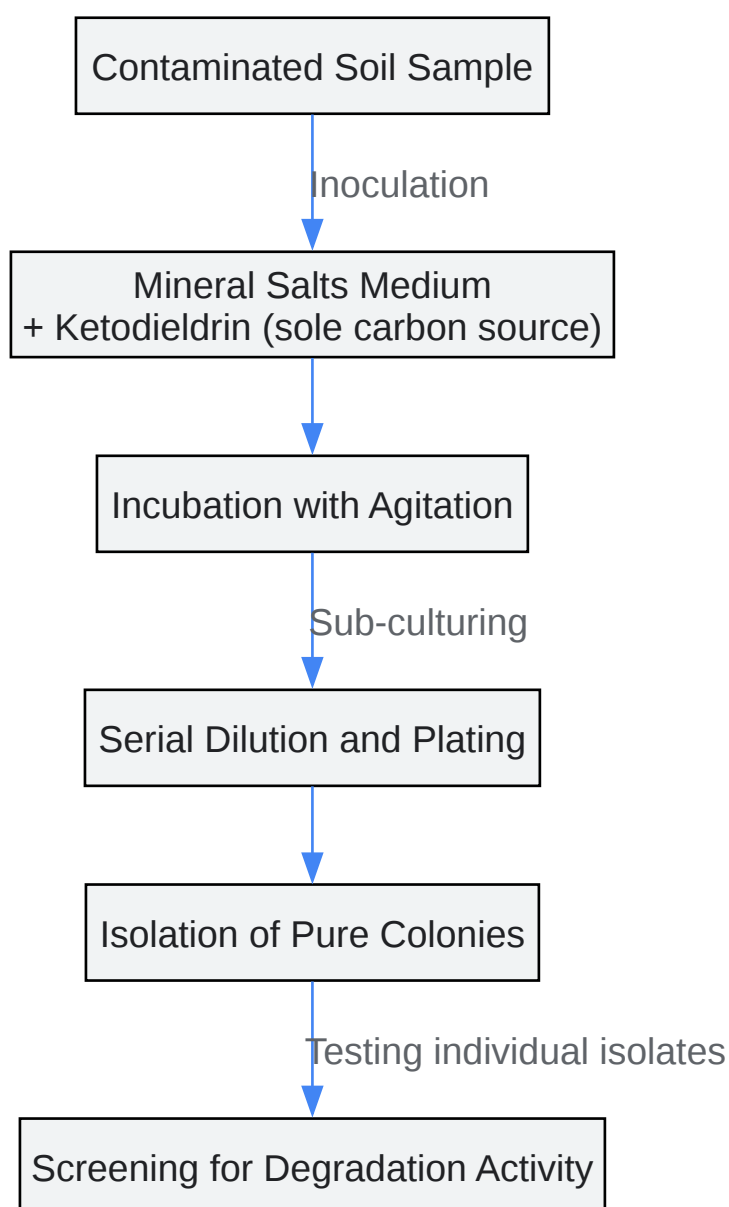 Contaminated Soil Sample
Inoculation
Mineral Salts Medium
+ Ketodieldrin (sole carbon source)
Incubation with Agitation
Sub-culturing
Serial Dilution and Plating
Isolation of Pure Colonies
Testing individual isolates
Screening for Degradation Activity